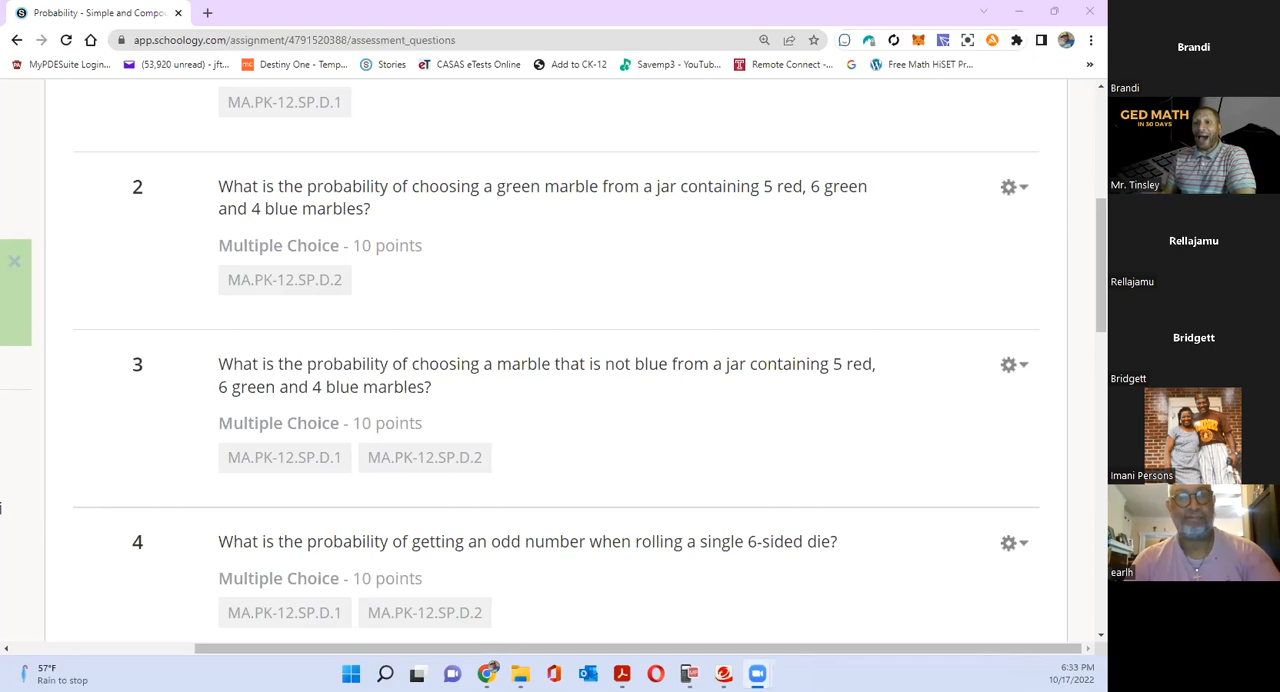 Probability - Simple and Compou
app.schoology.com/assignment/4791520388/assessment_questions
MyPDESuite Login...
(53,920 unread) - jft...
Destiny One - Temp...
Stories
CASAS eTests Online
Add to CK-12
Savemp3 - YouTub...
Remote Connect -...
Free Math HiSET Pr...
MA.PK-12.SP.D.1
2
What is the probability of choosing a green marble from a jar containing 5 red, 6 green
and 4 blue marbles?
Multiple Choice - 10 points
MA.PK-12.SP.D.2
3
What is the probability of choosing a marble that is not blue from a jar containing 5 red,
6 green and 4 blue marbles?
Multiple Choice - 10 points
MA.PK-12.SP.D.1 MA.PK-12.SP.D.2
4
What is the probability of getting an odd number when rolling a single 6-sided die?
Multiple Choice - 10 points
MA.PK-12.SP.D.1 MA.PK-12.SP.D.2
57°F
Rain to stop
6:33 PM
10/17/2022
Brandi
Brandi
GED MATH
IN 30 DAYS
Mr. Tinsley
Rellajamu
Rellajamu
Bridgett
Bridgett
Imani Persons
earlh